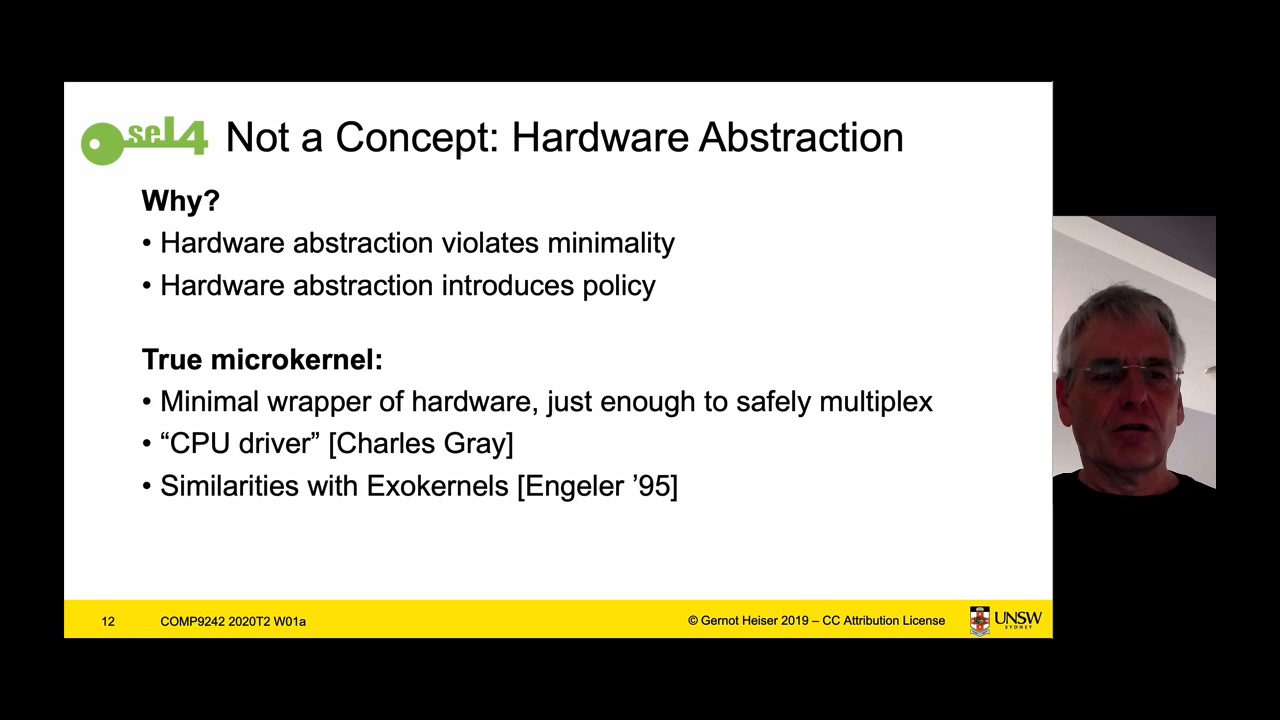 seL4 Not a Concept: Hardware Abstraction
Why?
• Hardware abstraction violates minimality
• Hardware abstraction introduces policy
True microkernel:
• Minimal wrapper of hardware, just enough to safely multiplex
• “CPU driver” [Charles Gray]
• Similarities with Exokernels [Engeler ’95]
12 COMP9242 2020T2 W01a © Gernot Heiser 2019 – CC Attribution License UNSW
SYDNEY